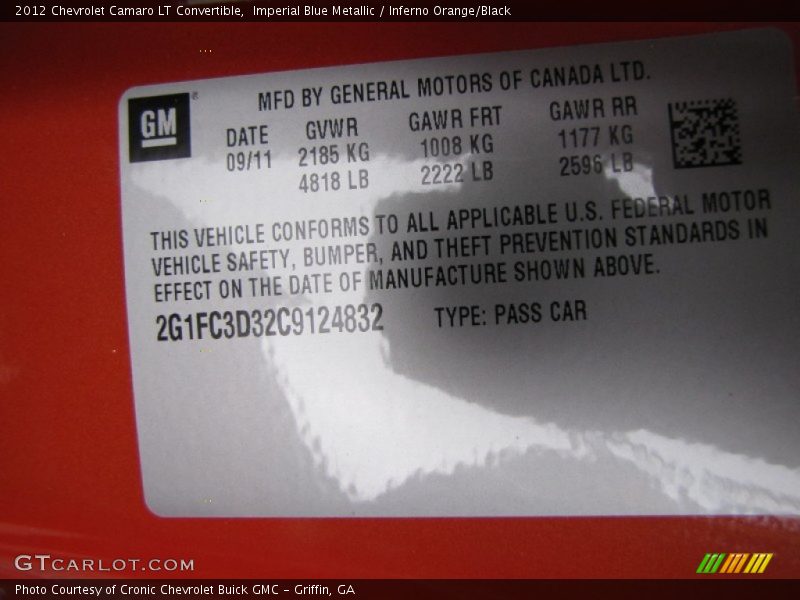 2012 Chevrolet Camaro LT Convertible,  Imperial Blue Metallic / Inferno Orange/Black
MFD BY GENERAL MOTORS OF CANADA LTD.
GM
DATE GVWR GAWR FRT GAWR RR
09/11 2185 KG 1008 KG 1177 KG
4818 LB 2222 LB 2596 LB
THIS VEHICLE CONFORMS TO ALL APPLICABLE U.S. FEDERAL MOTOR
VEHICLE SAFETY, BUMPER, AND THEFT PREVENTION STANDARDS IN
EFFECT ON THE DATE OF MANUFACTURE SHOWN ABOVE.
2G1FC3D32C9124832 TYPE: PASS CAR
GTCARLOT.COM
Photo Courtesy of Cronic Chevrolet Buick GMC – Griffin, GA